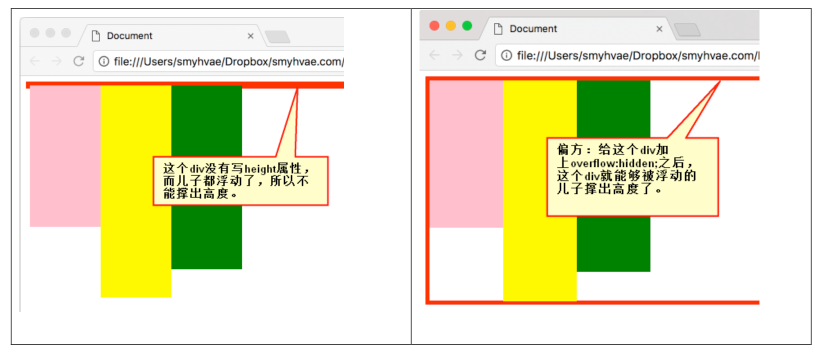 Document
file:///Users/smyhvae/Dropbox/smyhvae.com/
这个div没有写height属性，
而儿子都浮动了，所以不
能撑出高度。
Document
file:///Users/smyhvae/Dropbox/smyhvae.com/
偏方：给这个div加
上overflow:hidden;之后，
这个div就能够被浮动的
儿子撑出高度了。